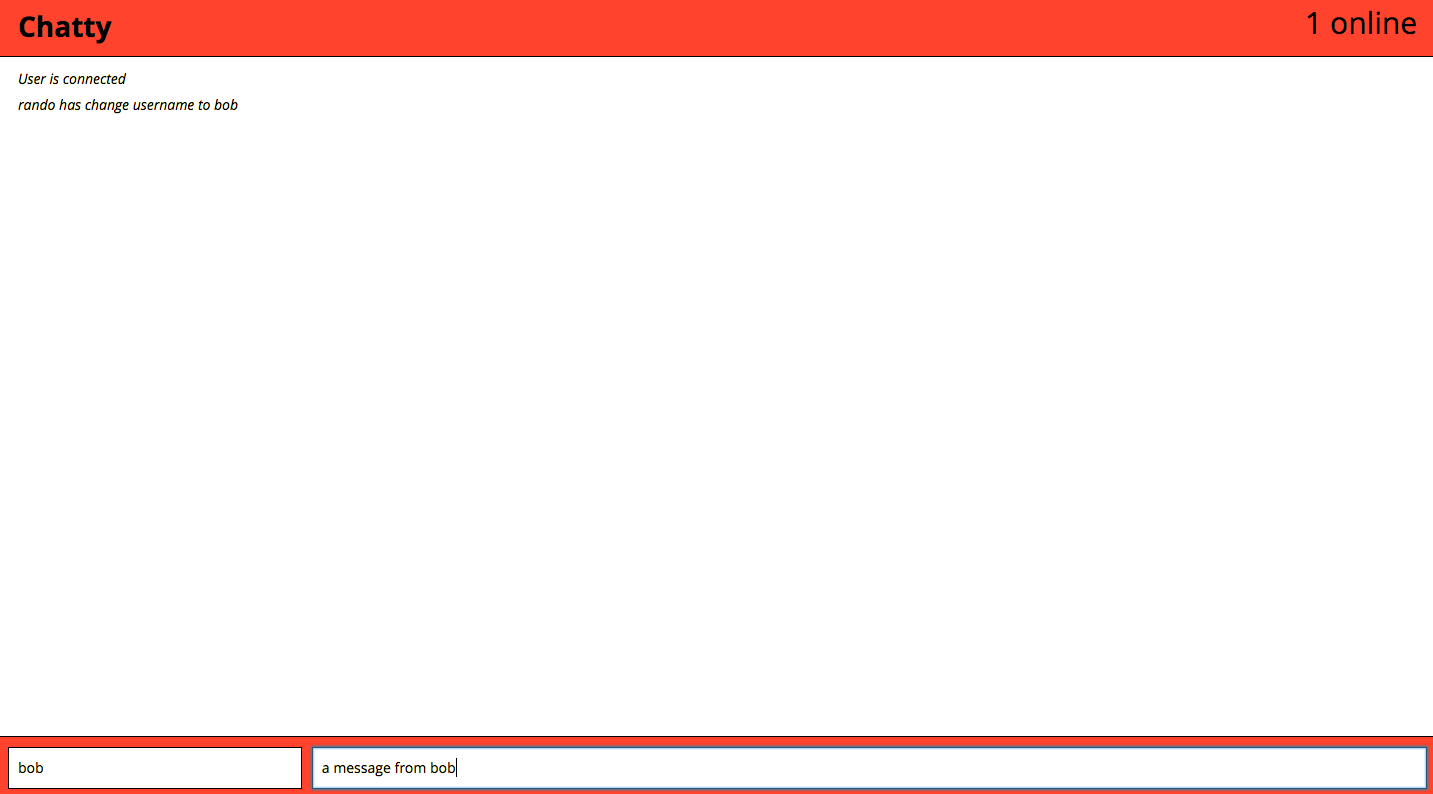 Chatty
1 online
User is connected
rando has change username to bob
bob
a message from bob